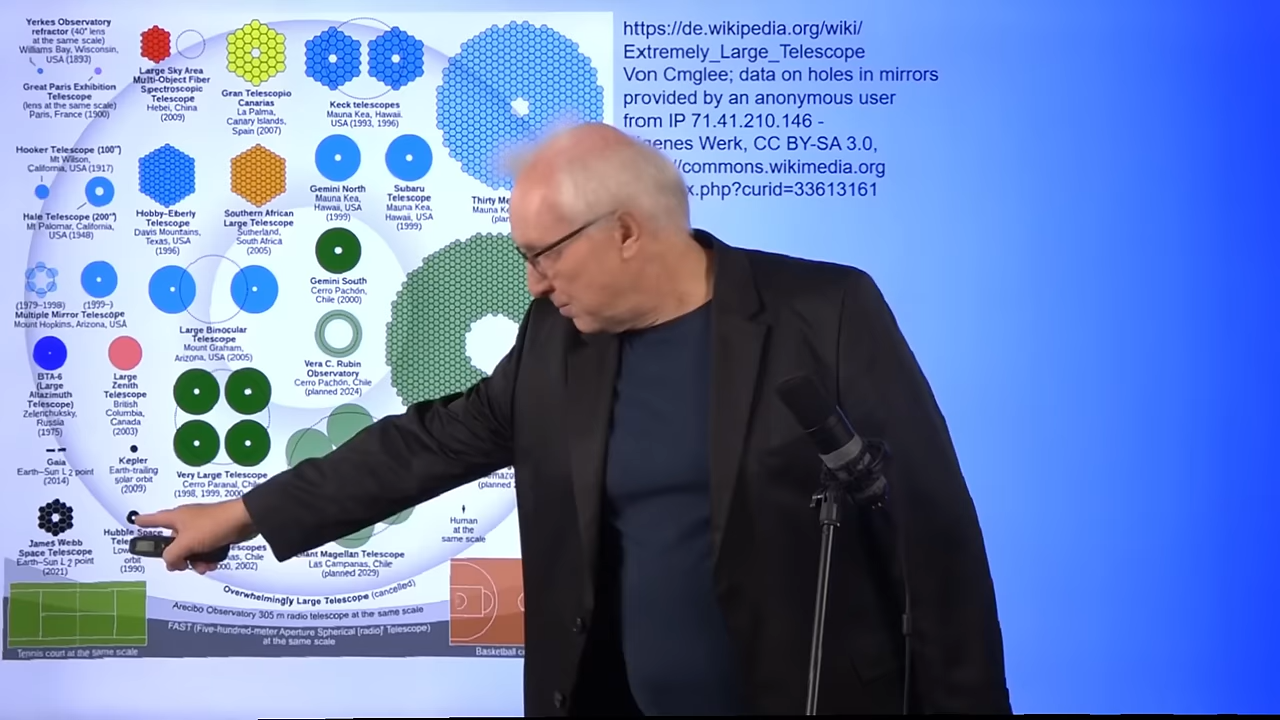 Yerkes Observatory
refractor (40" lens
at the same scale)
Williams Bay, Wisconsin,
USA (1893)
Great Paris Exhibition
Telescope
(lens at the same scale)
Paris, France (1900)
Large Sky Area
Multi-Object Fiber
Spectroscopic
Telescope
Hebei, China
(2009)
Gran Telescopio
Canarias
La Palma,
Canary Islands,
Spain (2007)
Keck telescopes
Mauna Kea, Hawaii,
USA (1993, 1996)
Hooker Telescope (100")
Mt Wilson,
California, USA (1917)
Hale Telescope (200")
Mt Palomar, California,
USA (1948)
Hobby-Eberly
Telescope
Davis Mountains,
Texas, USA
(1996)
Southern African
Large Telescope
Sutherland,
South Africa
(2005)
Gemini North
Mauna Kea,
Hawaii, USA
(1999)
Subaru
Telescope
Mauna Kea,
Hawaii, USA
(1999)
Thirty
Mauna
(1979–1998) (1999–)
Multiple Mirror Telescope
Mount Hopkins, Arizona, USA
Large Binocular
Telescope
Mount Graham,
Arizona, USA (2005)
Gemini South
Cerro Pachón,
Chile (2000)
Vera C. Rubin
Observatory
Cerro Pachón, Chile
(planned 2024)
BTA-6
(Large
Altazimuth
Telescope)
Zelenchuksky,
Russia
(1975)
Large
Zenith
Telescope
British
Columbia,
Canada
(2003)
Very Large Telescope
Cerro Paranal, Chile
(1998, 1999, 2000
Gaia
Earth–Sun L2 point
(2014)
Kepler
Earth-trailing
solar orbit
(2009)
James Webb
Space Telescope
Earth–Sun L2 point
(2021)
Hubble Space
orbit
(1990)
Chile
2002)
Magellan Telescope
Las Campanas, Chile
(planned 2029)
(planned
Human
at the
same scale
Overwhelmingly Large Telescope (cancelled)
Arecibo Observatory 305 m radio telescope at the same scale
FAST (Five-hundred-meter Aperture Spherical [radio] Telescope)
at the same scale
Tennis court at the same scale
Basketball
https://de.wikipedia.org/wiki/
Extremely_Large_Telescope
Von Cmglee; data on holes in mirrors
provided by an anonymous user
from IP 71.41.210.146 -
igenes Werk, CC BY-SA 3.0,
/commons.wikimedia.org
x.php?curid=33613161